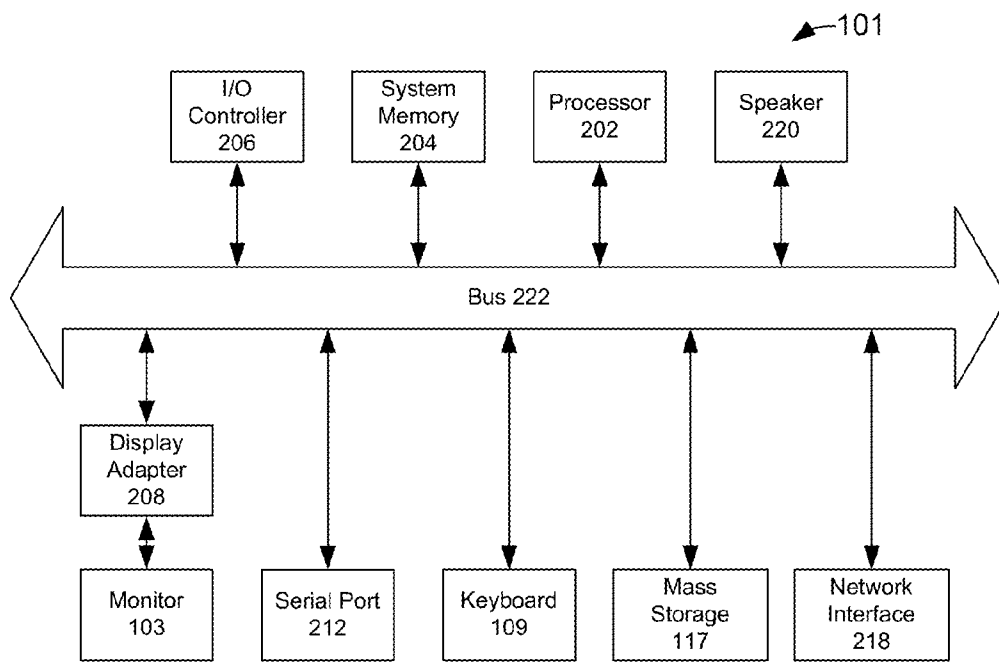 101
I/O
Controller
206
System
Memory
204
Processor
202
Speaker
220
Bus 222
Display
Adapter
208
Monitor
103
Serial Port
212
Keyboard
109
Mass
Storage
117
Network
Interface
218